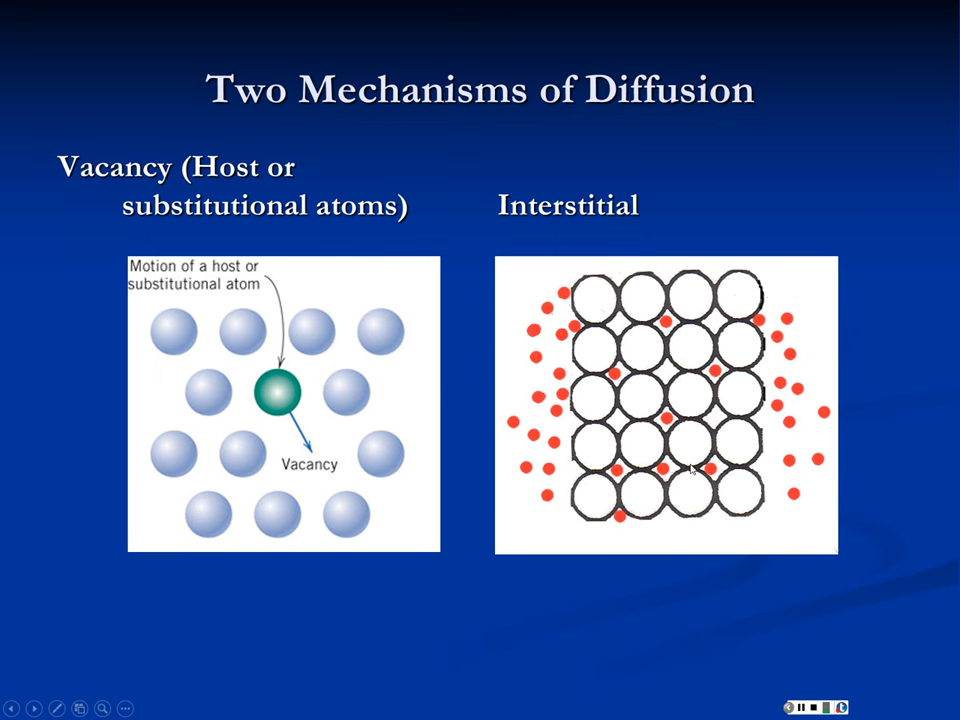 Two Mechanisms of Diffusion
Vacancy (Host or
substitutional atoms)
Interstitial
Motion of a host or
substitutional atom
Vacancy